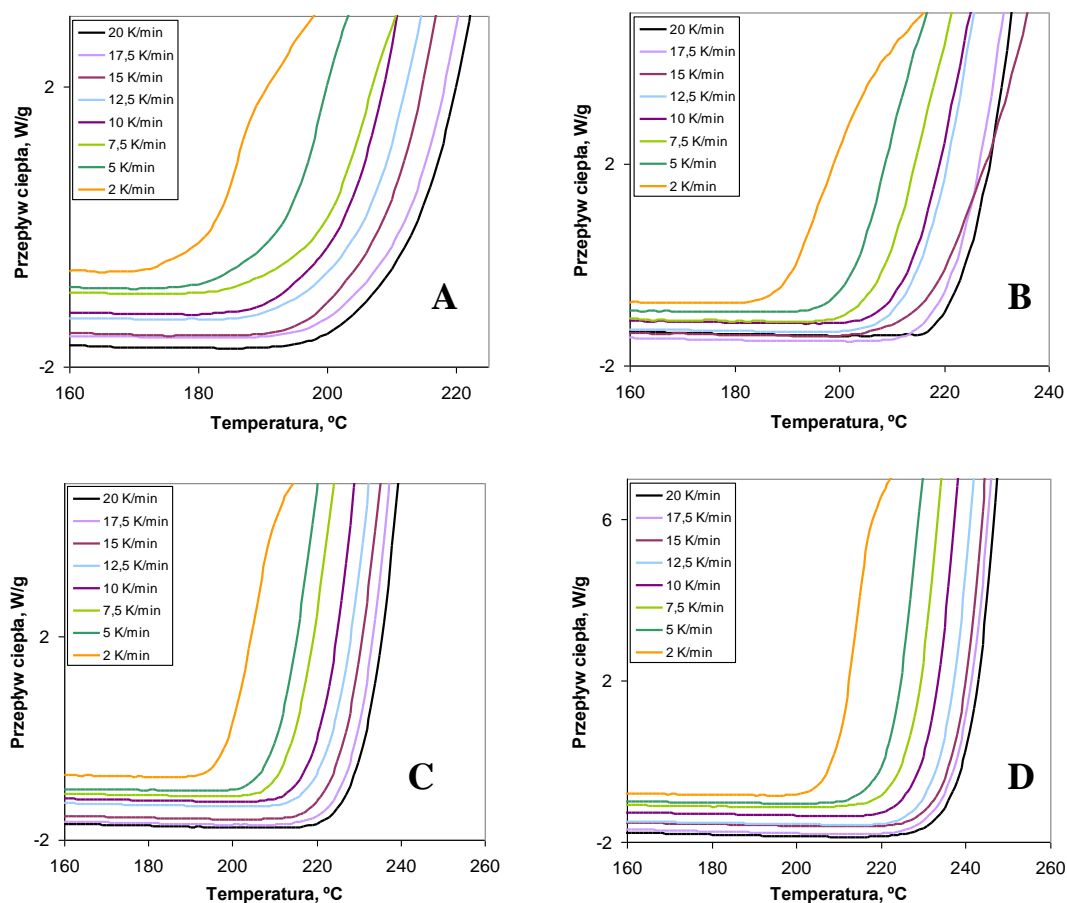 20 K/min
17,5 K/min
15 K/min
12,5 K/min
10 K/min
7,5 K/min
5 K/min
2 K/min
Przepływ ciepła, W/g
2
-2
160 180 200 220
Temperatura, ºC
A
20 K/min
17,5 K/min
15 K/min
12,5 K/min
10 K/min
7,5 K/min
5 K/min
2 K/min
Przepływ ciepła, W/g
2
-2
160 180 200 220 240
Temperatura, ºC
B
20 K/min
17,5 K/min
15 K/min
12,5 K/min
10 K/min
7,5 K/min
5 K/min
2 K/min
Przepływ ciepła, W/g
2
-2
160 180 200 220 240 260
Temperatura, ºC
C
20 K/min
17,5 K/min
15 K/min
12,5 K/min
10 K/min
7,5 K/min
5 K/min
2 K/min
Przepływ ciepła, W/g
6
2
-2
160 180 200 220 240 260
Temperatura, ºC
D